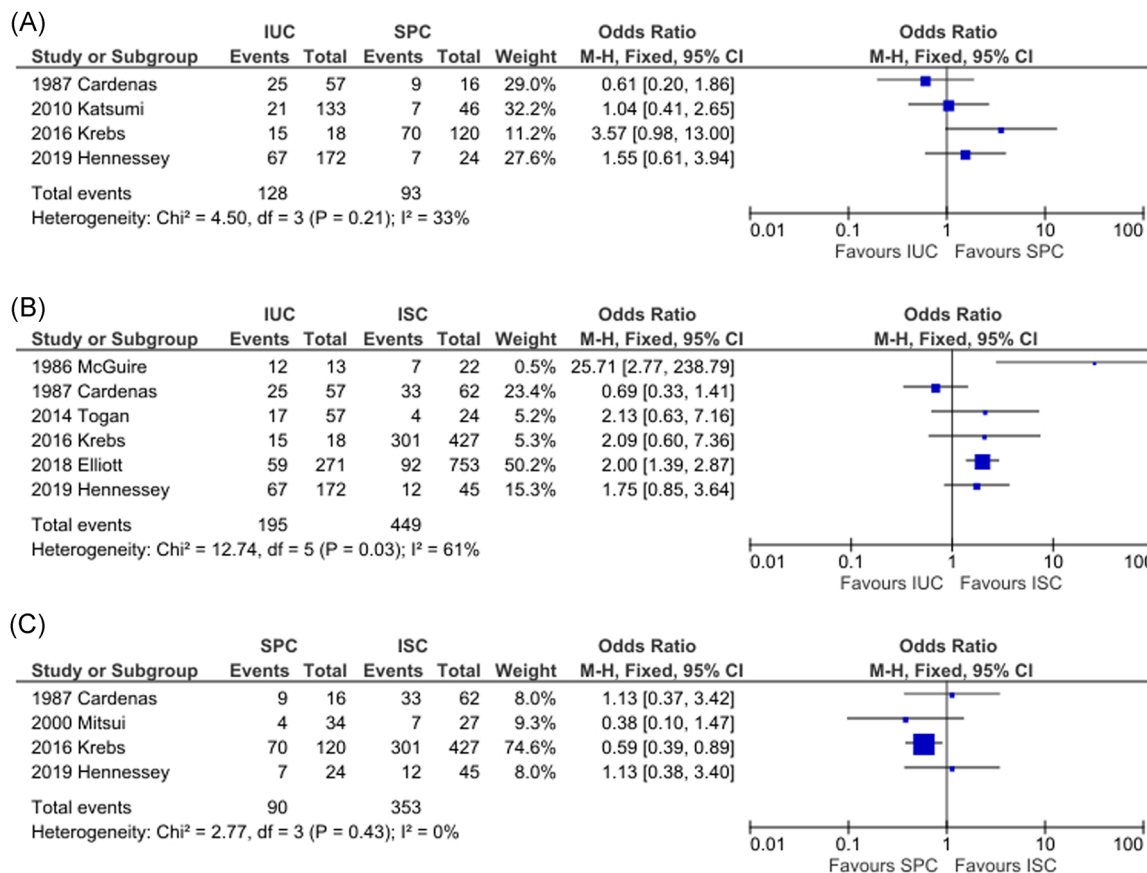 (A)
IUC SPC Odds Ratio Odds Ratio
Study or Subgroup Events Total Events Total Weight M-H, Fixed, 95% CI M-H, Fixed, 95% CI
1987 Cardenas 25 57 9 16 29.0% 0.61 [0.20, 1.86]
2010 Katsumi 21 133 7 46 32.2% 1.04 [0.41, 2.65]
2016 Krebs 15 18 70 120 11.2% 3.57 [0.98, 13.00]
2019 Hennessey 67 172 7 24 27.6% 1.55 [0.61, 3.94]
Total events 128 93
Heterogeneity: Chi² = 4.50, df = 3 (P = 0.21); I² = 33%
0.01 0.1 1 10 100
Favours IUC Favours SPC
(B)
IUC ISC Odds Ratio Odds Ratio
Study or Subgroup Events Total Events Total Weight M-H, Fixed, 95% CI M-H, Fixed, 95% CI
1986 McGuire 12 13 7 22 0.5% 25.71 [2.77, 238.79]
1987 Cardenas 25 57 33 62 23.4% 0.69 [0.33, 1.41]
2014 Togan 17 57 4 24 5.2% 2.13 [0.63, 7.16]
2016 Krebs 15 18 301 427 5.3% 2.09 [0.60, 7.36]
2018 Elliott 59 271 92 753 50.2% 2.00 [1.39, 2.87]
2019 Hennessey 67 172 12 45 15.3% 1.75 [0.85, 3.64]
Total events 195 449
Heterogeneity: Chi² = 12.74, df = 5 (P = 0.03); I² = 61%
0.01 0.1 1 10 100
Favours IUC Favours ISC
(C)
SPC ISC Odds Ratio Odds Ratio
Study or Subgroup Events Total Events Total Weight M-H, Fixed, 95% CI M-H, Fixed, 95% CI
1987 Cardenas 9 16 33 62 8.0% 1.13 [0.37, 3.42]
2000 Mitsui 4 34 7 27 9.3% 0.38 [0.10, 1.47]
2016 Krebs 70 120 301 427 74.6% 0.59 [0.39, 0.89]
2019 Hennessey 7 24 12 45 8.0% 1.13 [0.38, 3.40]
Total events 90 353
Heterogeneity: Chi² = 2.77, df = 3 (P = 0.43); I² = 0%
0.01 0.1 1 10 100
Favours SPC Favours ISC